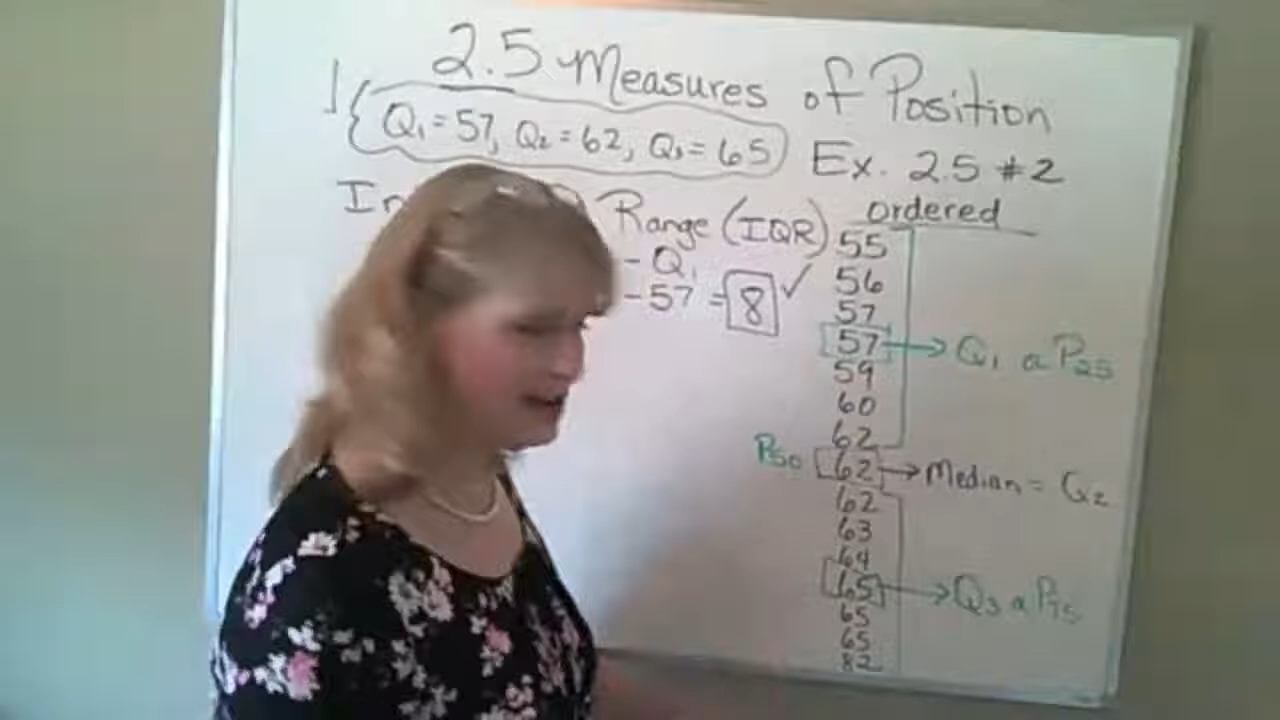 2.5 Measures of Position
Q₁ = 57, Q₂ = 62, Q₃ = 65
Ex. 2.5 #2
Range (IQR)
- Q₁
- 57 = 8 ✓
ordered
55
56
57
57 → Q₁ a P₂₅
59
60
62
P₅₀ 62 → Median = Q₂
62
63
64
65 → Q₃ a P₇₅
65
65
82